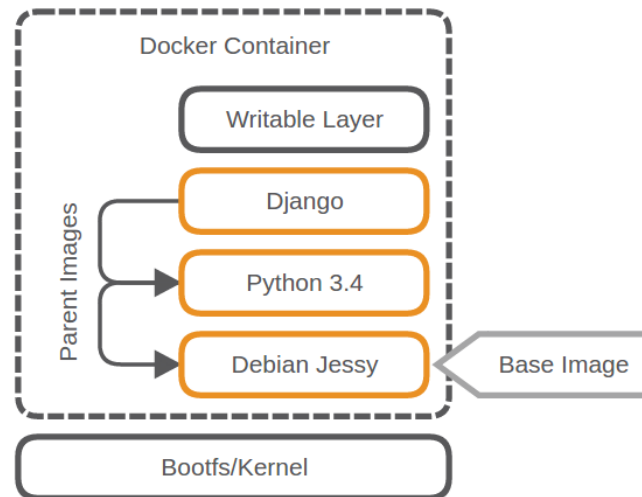 Docker Container
Writable Layer
Django
Parent Images
Python 3.4
Debian Jessy
Base Image
Bootfs/Kernel